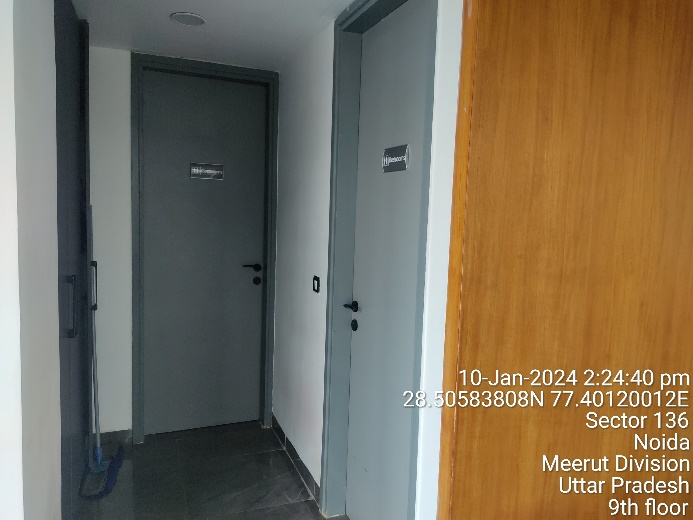 Restrooms
10-Jan-2024 2:24:40 pm
28.50583808N 77.40120012E
Sector 136
Noida
Meerut Division
Uttar Pradesh
9th floor